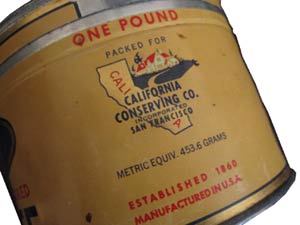 ONE POUND
PACKED FOR
CALI
CALIFORNIA
CONSERVING CO.
INCORPORATED
SAN FRANCISCO
A
METRIC EQUIV. 453.6 GRAMS
ESTABLISHED 1860
MANUFACTURED IN U.S.A.